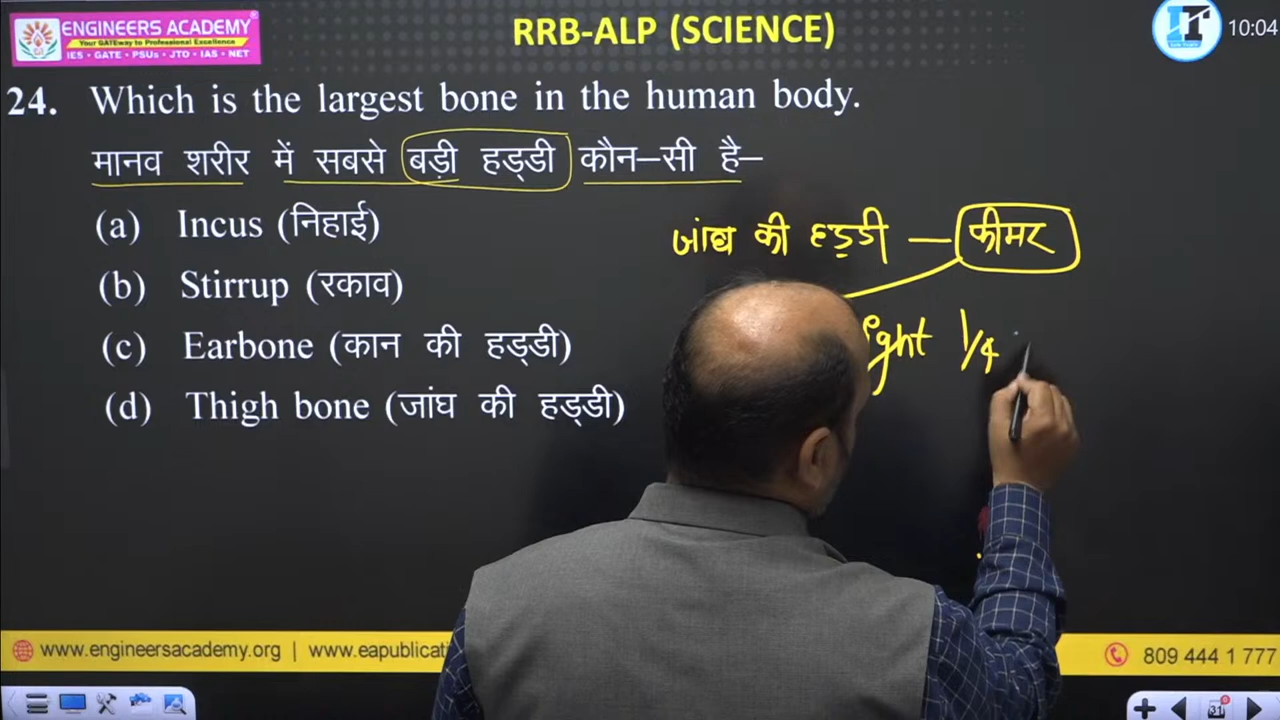 ENGINEERS ACADEMY
Your GATEway to Professional Excellence
IES • GATE • PSUs • JTO • IAS • NET
RRB-ALP (SCIENCE)
10:04
24. Which is the largest bone in the human body.
मानव शरीर में सबसे बड़ी हड्डी कौन–सी है–
(a) Incus (निहाई)
(b) Stirrup (रकाव)
(c) Earbone (कान की हड्डी)
(d) Thigh bone (जांघ की हड्डी)
जांघ की हड्डी — फीमर
ight 1/4
www.engineersacademy.org | www.eapublicati
809 444 1 777